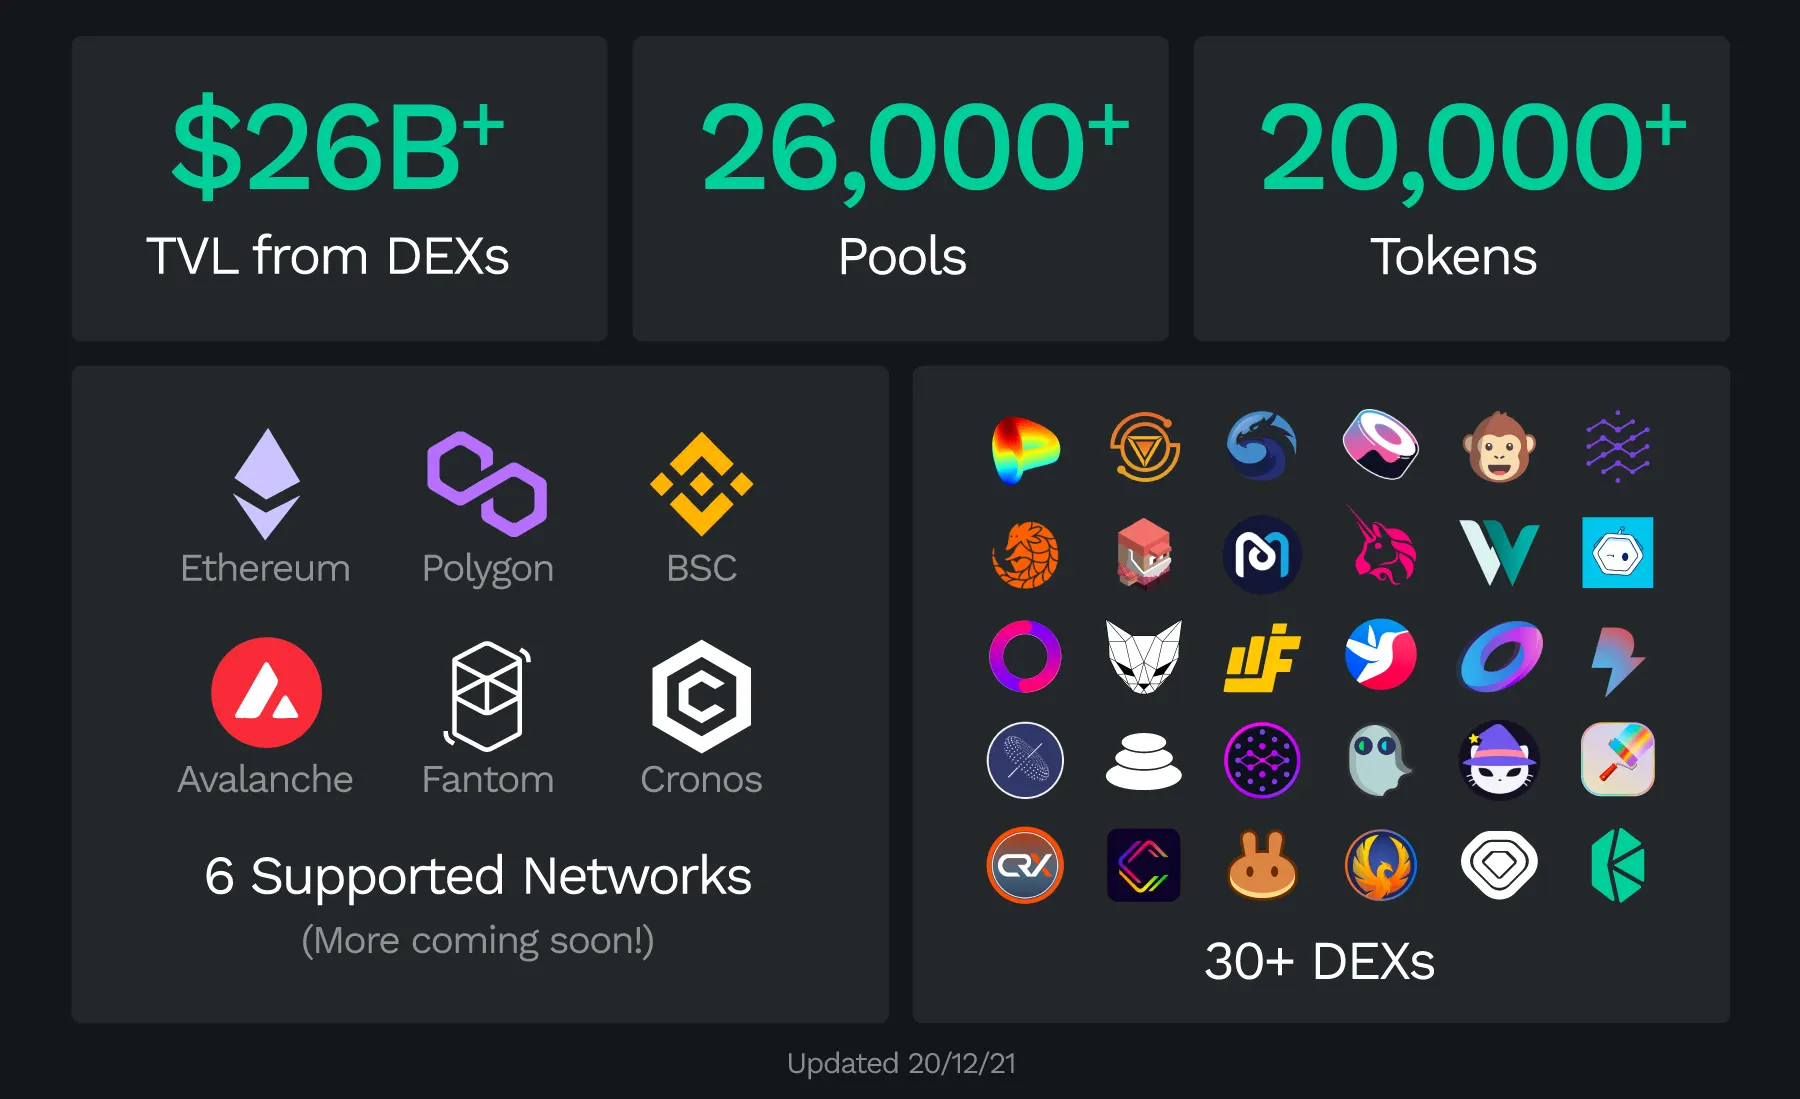 $26B+
TVL from DEXs
26,000+
Pools
20,000+
Tokens
Ethereum
Polygon
BSC
Avalanche
Fantom
Cronos
6 Supported Networks
(More coming soon!)
CRX
30+ DEXs
Updated 20/12/21